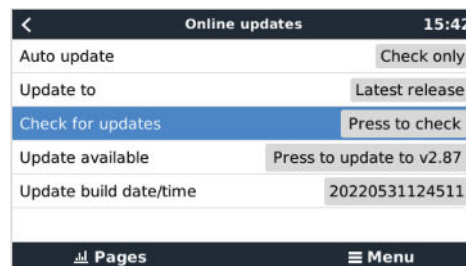 Online updates 15:42
Auto update Check only
Update to Latest release
Check for updates Press to check
Update available Press to update to v2.87
Update build date/time 20220531124511
Pages Menu